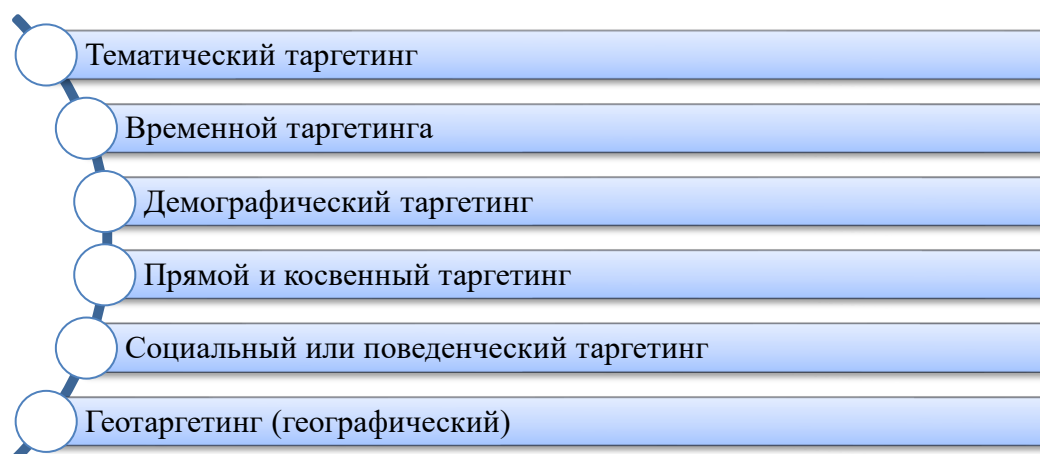 Тематический таргетинг
Временной таргетинга
Демографический таргетинг
Прямой и косвенный таргетинг
Социальный или поведенческий таргетинг
Геотаргетинг (географический)